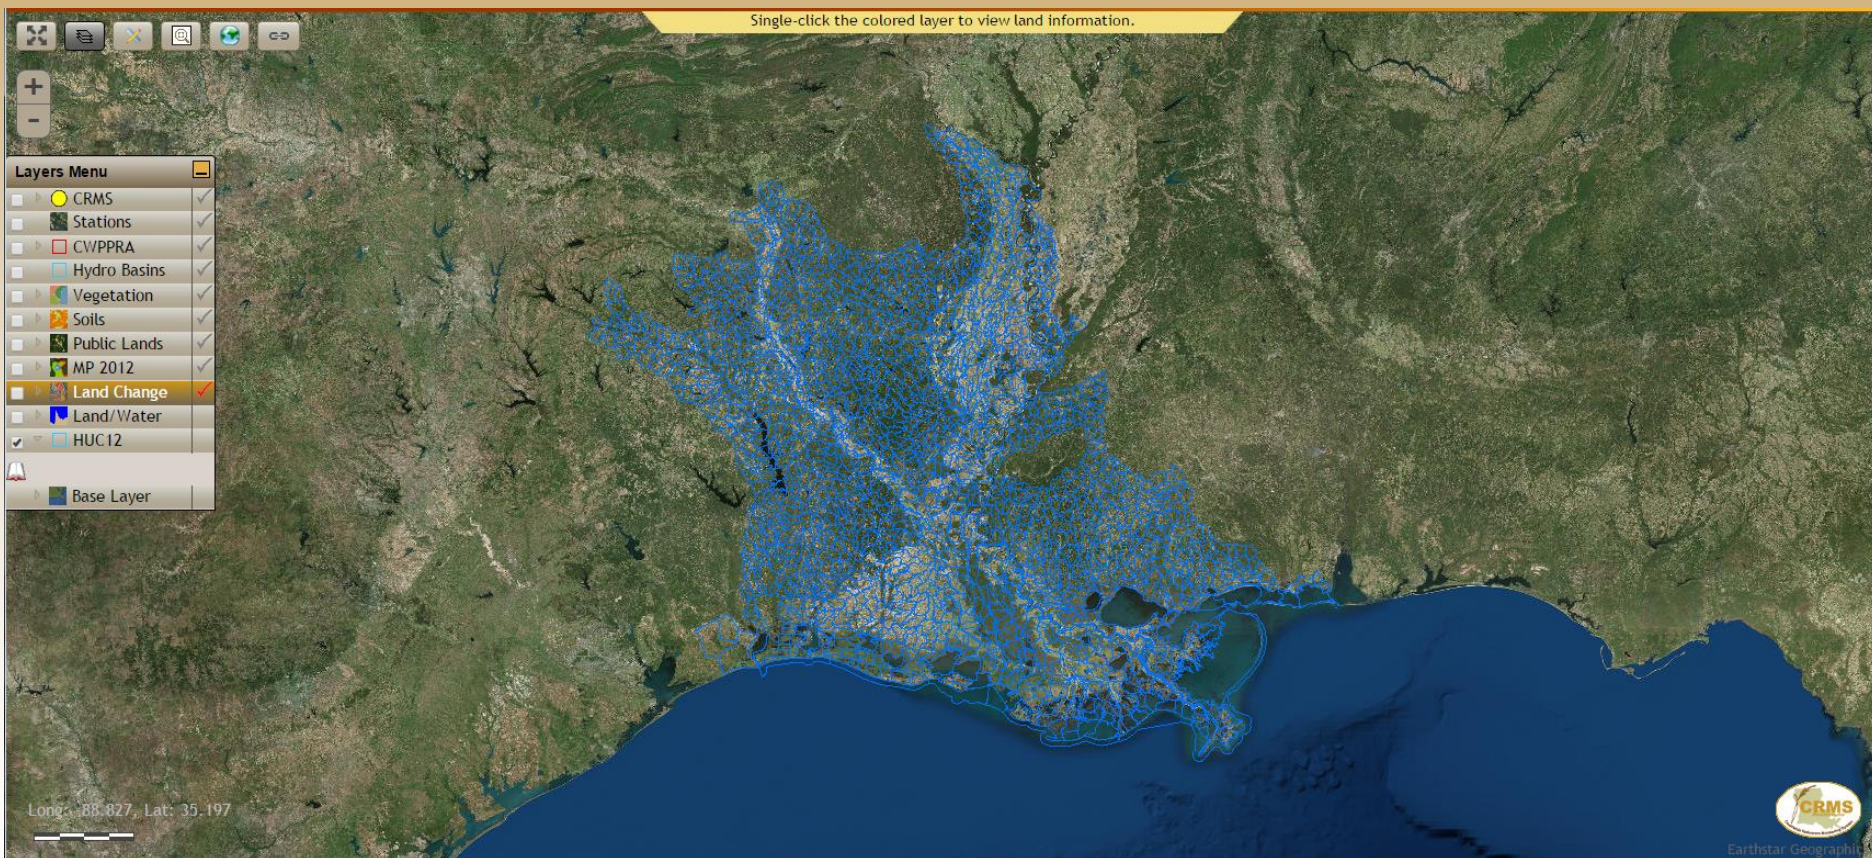 Single-click the colored layer to view land information.
Layers Menu
CRMS
Stations
CWPPRA
Hydro Basins
Vegetation
Soils
Public Lands
MP 2012
Land Change
Land/Water
HUC12
Base Layer
Long: -88.827, Lat: 35.197
CRMS
Earthstar Geographi